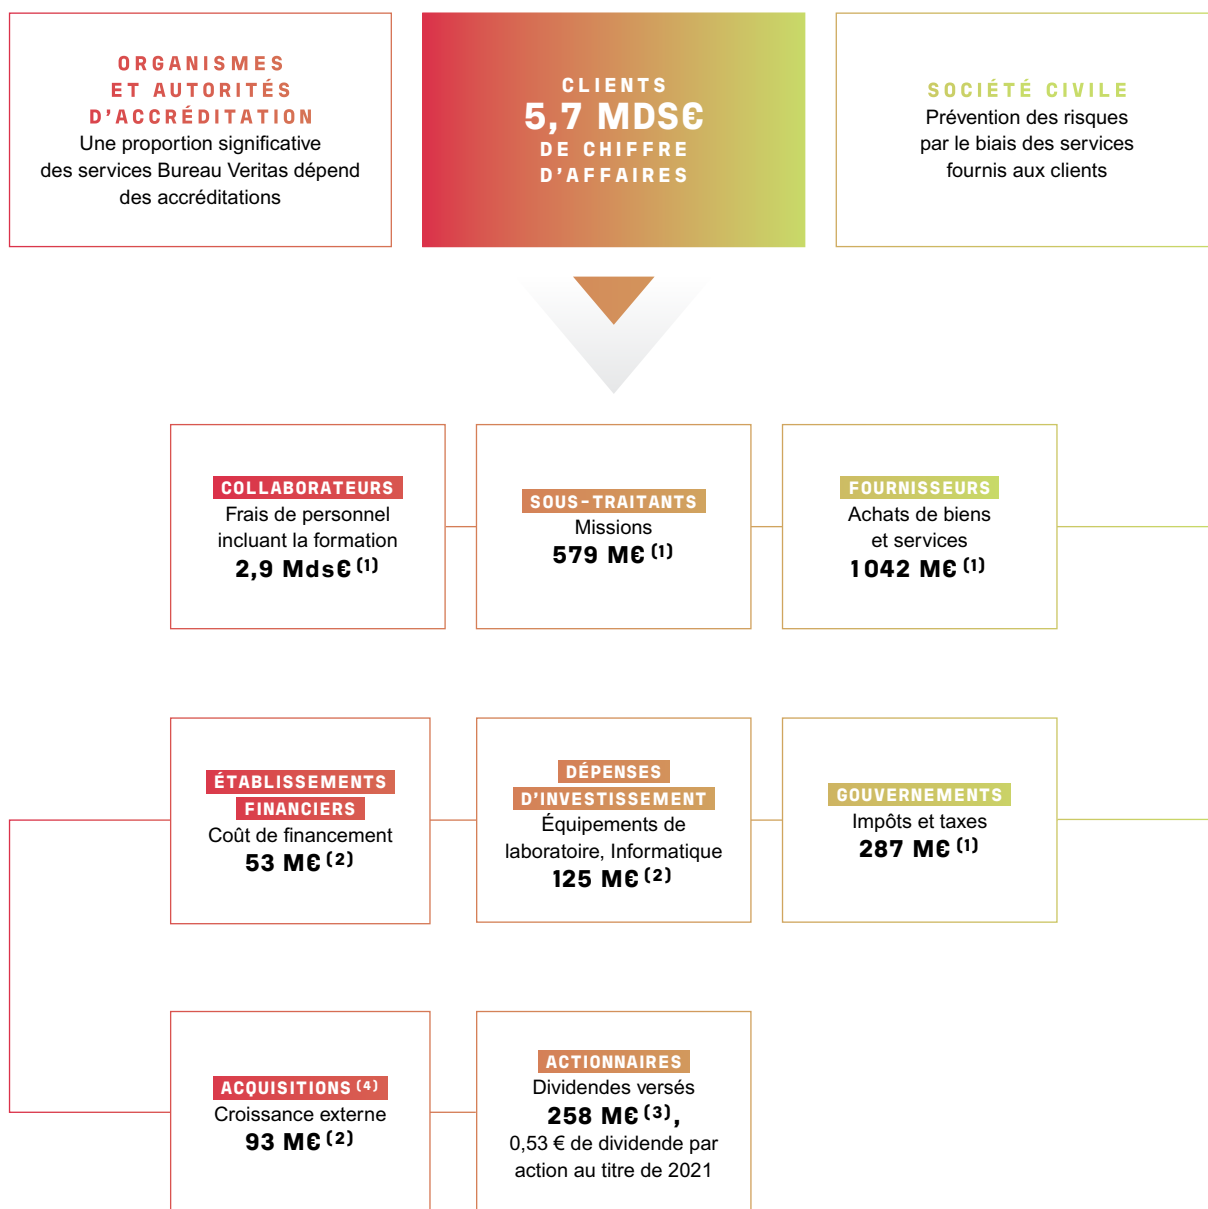 ORGANISMES
ET AUTORITÉS
D'ACCRÉDITATION
Une proportion significative
des services Bureau Veritas dépend
des accréditations
CLIENTS
5,7 MDS€
DE CHIFFRE
D'AFFAIRES
SOCIÉTÉ CIVILE
Prévention des risques
par le biais des services
fournis aux clients
COLLABORATEURS
Frais de personnel
incluant la formation
2,9 Mds€ (1)
SOUS-TRAITANTS
Missions
579 M€ (1)
FOURNISSEURS
Achats de biens
et services
1 042 M€ (1)
ÉTABLISSEMENTS
FINANCIERS
Coût de financement
53 M€ (2)
DÉPENSES
D'INVESTISSEMENT
Équipements de
laboratoire, Informatique
125 M€ (2)
GOUVERNEMENTS
Impôts et taxes
287 M€ (1)
ACQUISITIONS (4)
Croissance externe
93 M€ (2)
ACTIONNAIRES
Dividendes versés
258 M€ (3),
0,53 € de dividende par
action au titre de 2021